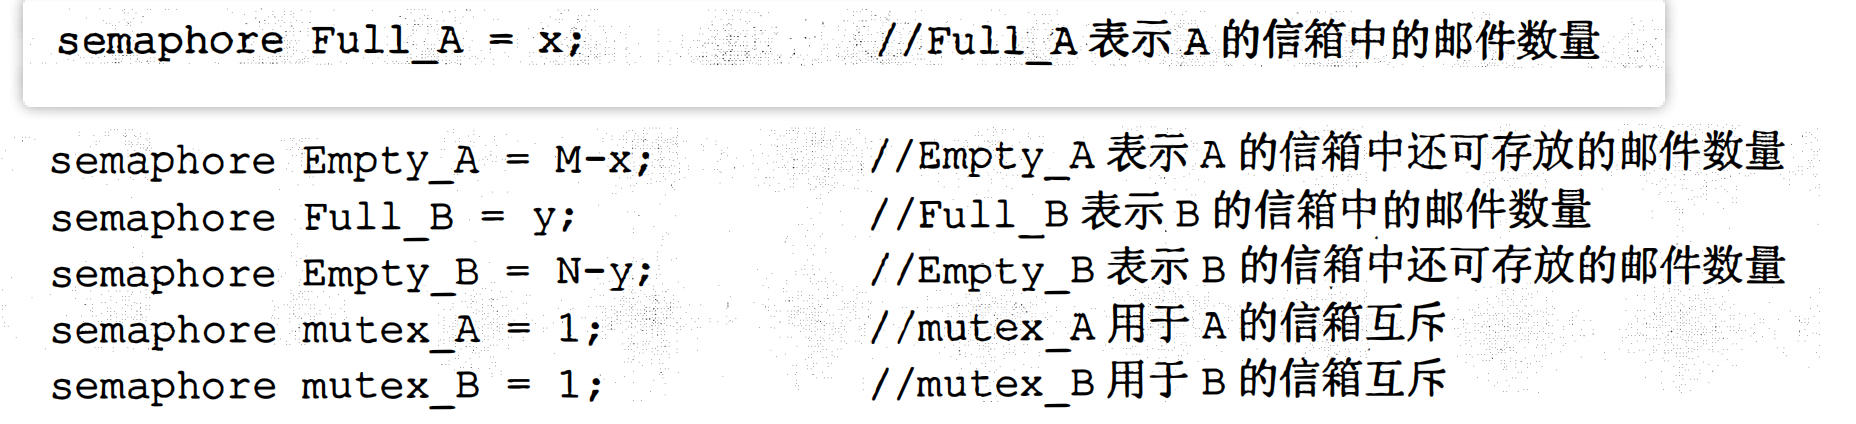 semaphore Full_A = x; //Full_A 表示 A 的信箱中的邮件数量
semaphore Empty_A = M-x; //Empty_A 表示 A 的信箱中还可存放的邮件数量
semaphore Full_B = y; //Full_B 表示 B 的信箱中的邮件数量
semaphore Empty_B = N-y; //Empty_B 表示 B 的信箱中还可存放的邮件数量
semaphore mutex_A = 1; //mutex_A 用于 A 的信箱互斥
semaphore mutex_B = 1; //mutex_B 用于 B 的信箱互斥